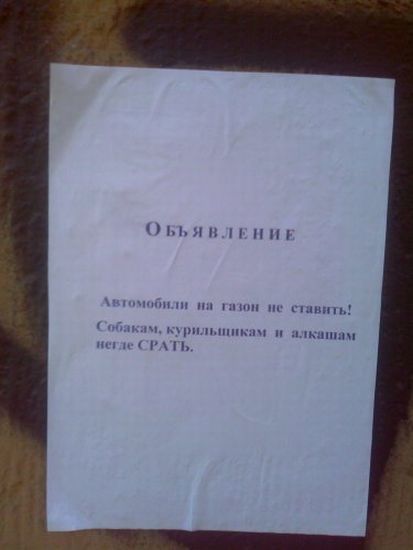 Объявление
Автомобили на газон не ставить!
Собакам, курильщикам и алкашам
негде СРАТЬ.